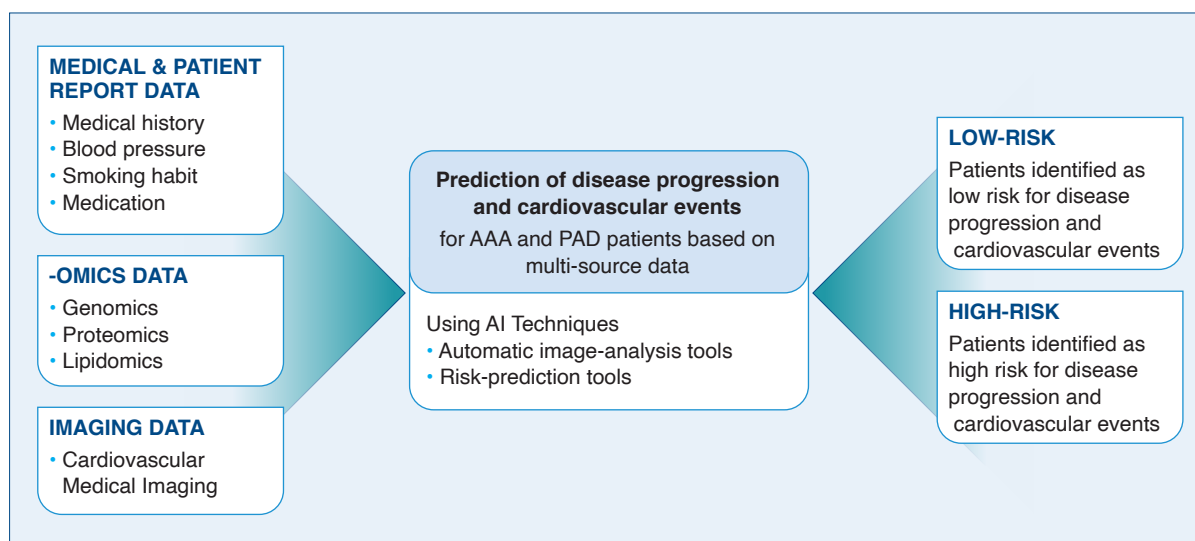 MEDICAL & PATIENT
REPORT DATA
• Medical history
• Blood pressure
• Smoking habit
• Medication
-OMICS DATA
• Genomics
• Proteomics
• Lipidomics
IMAGING DATA
• Cardiovascular
Medical Imaging
Prediction of disease progression
and cardiovascular events
for AAA and PAD patients based on
multi-source data
Using AI Techniques
• Automatic image-analysis tools
• Risk-prediction tools
LOW-RISK
Patients identified as
low risk for disease
progression and
cardiovascular events
HIGH-RISK
Patients identified as
high risk for disease
progression and
cardiovascular events